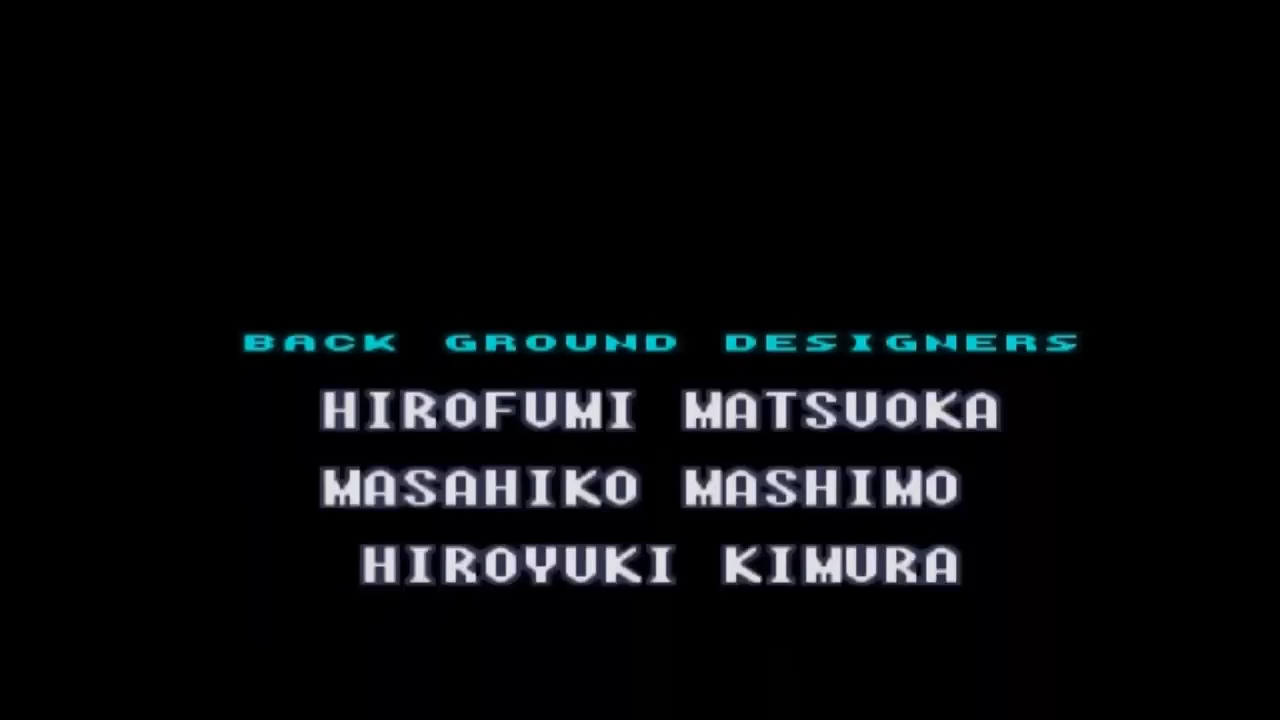 BACK GROUND DESIGNERS
HIROFUMI MATSUOKA
MASAHIKO MASHIMO
HIROYUKI KIMURA